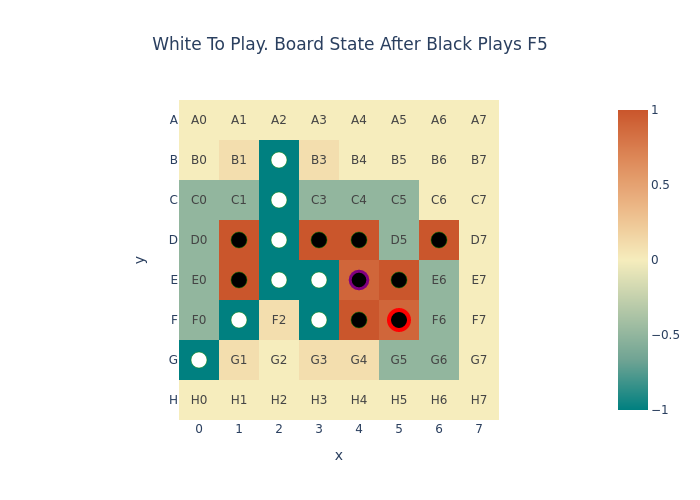 White To Play. Board State After Black Plays F5
A A0 A1 A2 A3 A4 A5 A6 A7
B B0 B1 B3 B4 B5 B6 B7
C C0 C1 C3 C4 C5 C6 C7
D D0 D5 D7
E E0 E6 E7
F F0 F2 F6 F7
G G1 G2 G3 G4 G5 G6 G7
H H0 H1 H2 H3 H4 H5 H6 H7
0 1 2 3 4 5 6 7
x
y
1
0.5
0
−0.5
−1